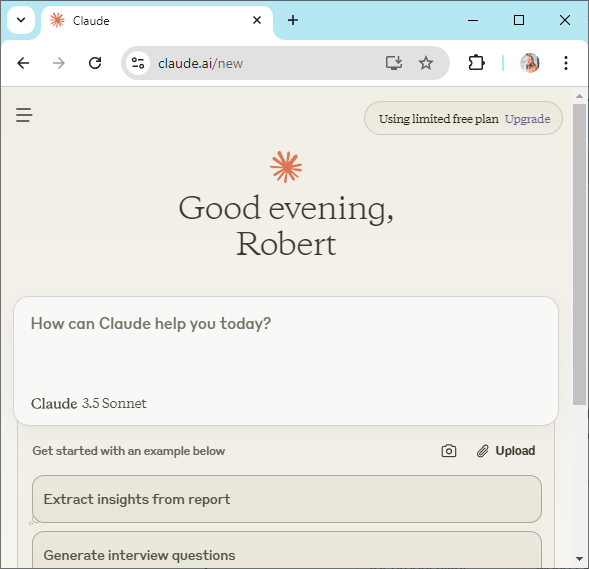 Claude
claude.ai/new
Using limited free plan Upgrade
Good evening,
Robert
How can Claude help you today?
Claude 3.5 Sonnet
Get started with an example below
Upload
Extract insights from report
Generate interview questions